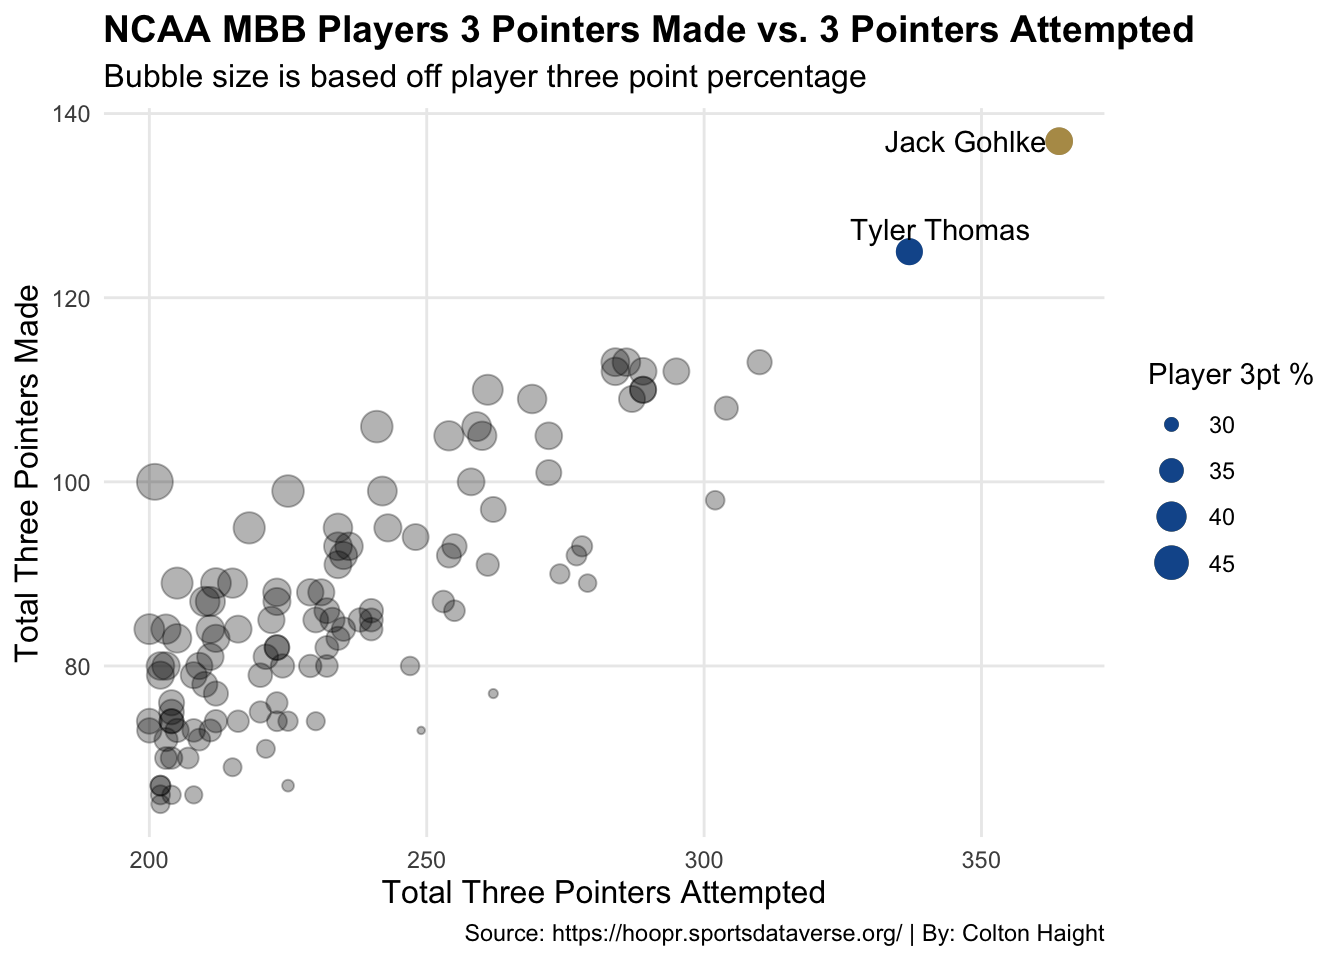 NCAA MBB Players 3 Pointers Made vs. 3 Pointers Attempted
Bubble size is based off player three point percentage
140
120
100
80
Total Three Pointers Made
Jack Gohlke
Tyler Thomas
Player 3pt %
30
35
40
45
200
250
300
350
Total Three Pointers Attempted
Source: https://hoopr.sportsdataverse.org/ | By: Colton Haight